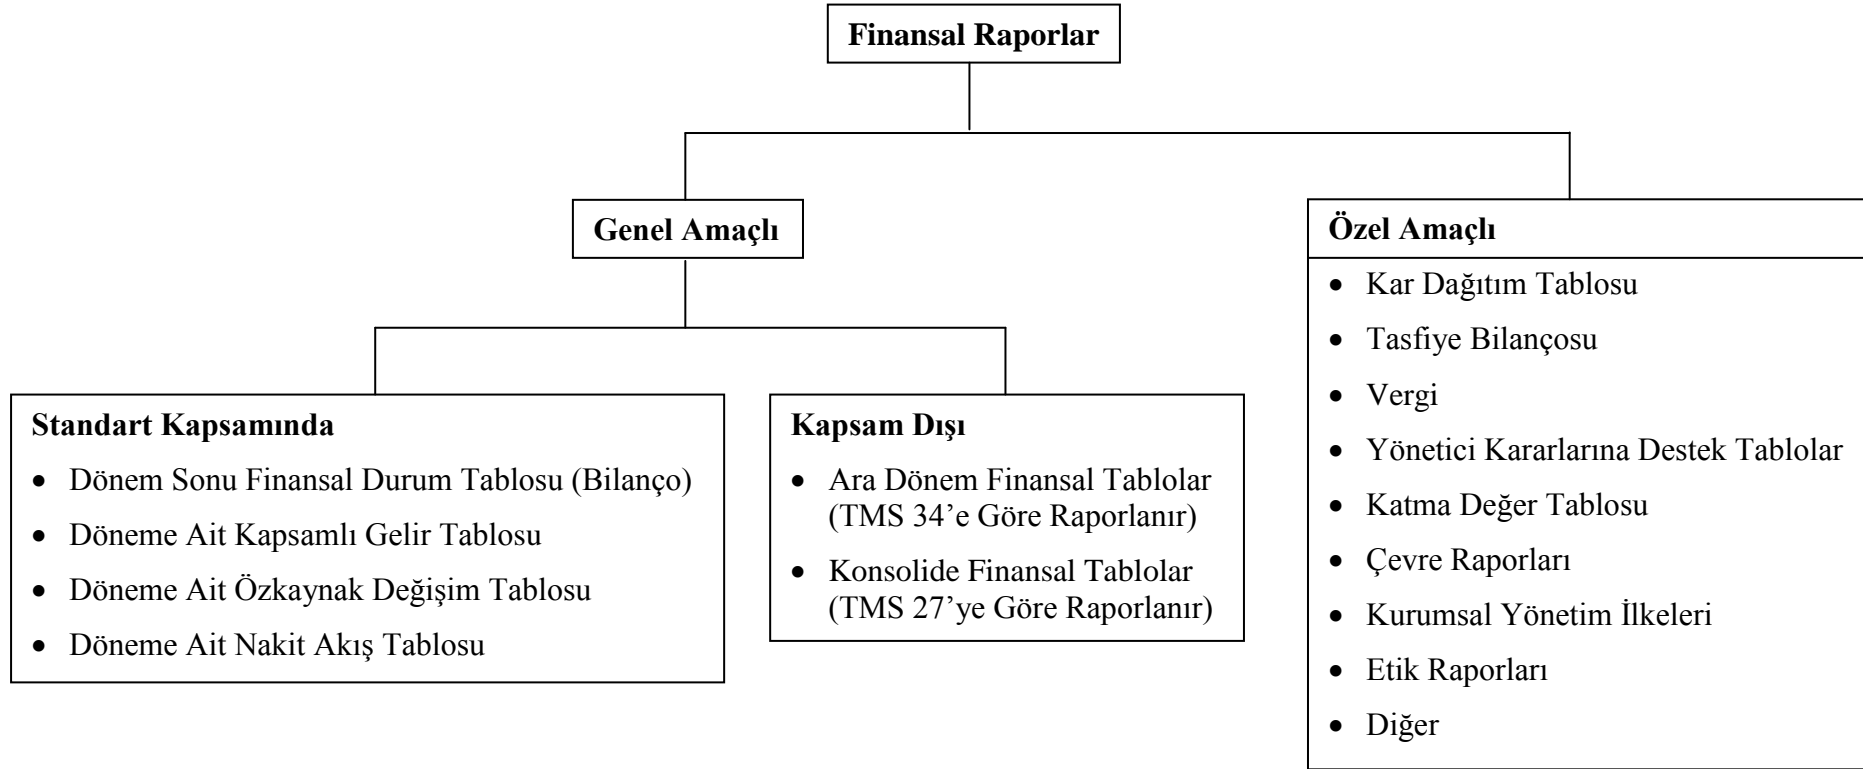 Finansal Raporlar
Genel Amaçlı
Standart Kapsamında
• Dönem Sonu Finansal Durum Tablosu (Bilanço)
• Döneme Ait Kapsamlı Gelir Tablosu
• Döneme Ait Özkaynak Değişim Tablosu
• Döneme Ait Nakit Akış Tablosu
Kapsam Dışı
• Ara Dönem Finansal Tablolar
(TMS 34’e Göre Raporlanır)
• Konsolide Finansal Tablolar
(TMS 27’ye Göre Raporlanır)
Özel Amaçlı
• Kar Dağıtım Tablosu
• Tasfiye Bilançosu
• Vergi
• Yönetici Kararlarına Destek Tablolar
• Katma Değer Tablosu
• Çevre Raporları
• Kurumsal Yönetim İlkeleri
• Etik Raporları
• Diğer